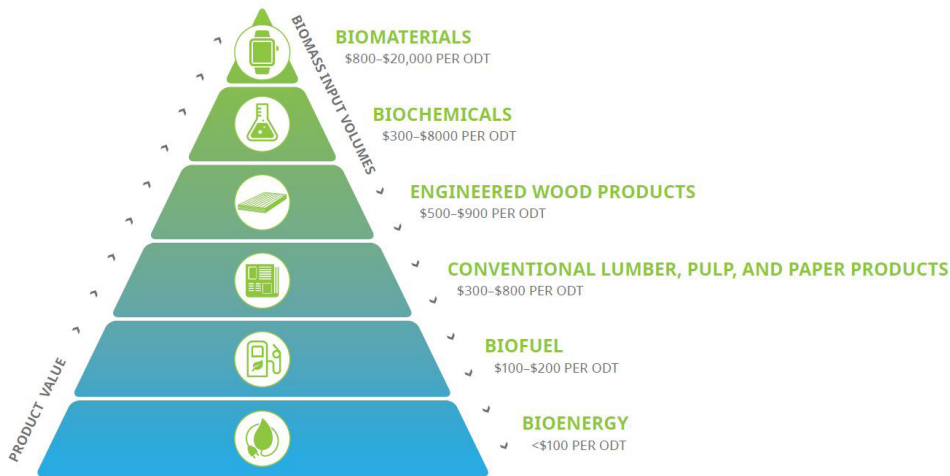 BIOMATERIALS
$800–$20,000 PER ODT
BIOMASS INPUT VOLUMES
BIOCHEMICALS
$300–$8000 PER ODT
ENGINEERED WOOD PRODUCTS
$500–$900 PER ODT
CONVENTIONAL LUMBER, PULP, AND PAPER PRODUCTS
$300–$800 PER ODT
BIOFUEL
$100–$200 PER ODT
PRODUCT VALUE
BIOENERGY
<$100 PER ODT